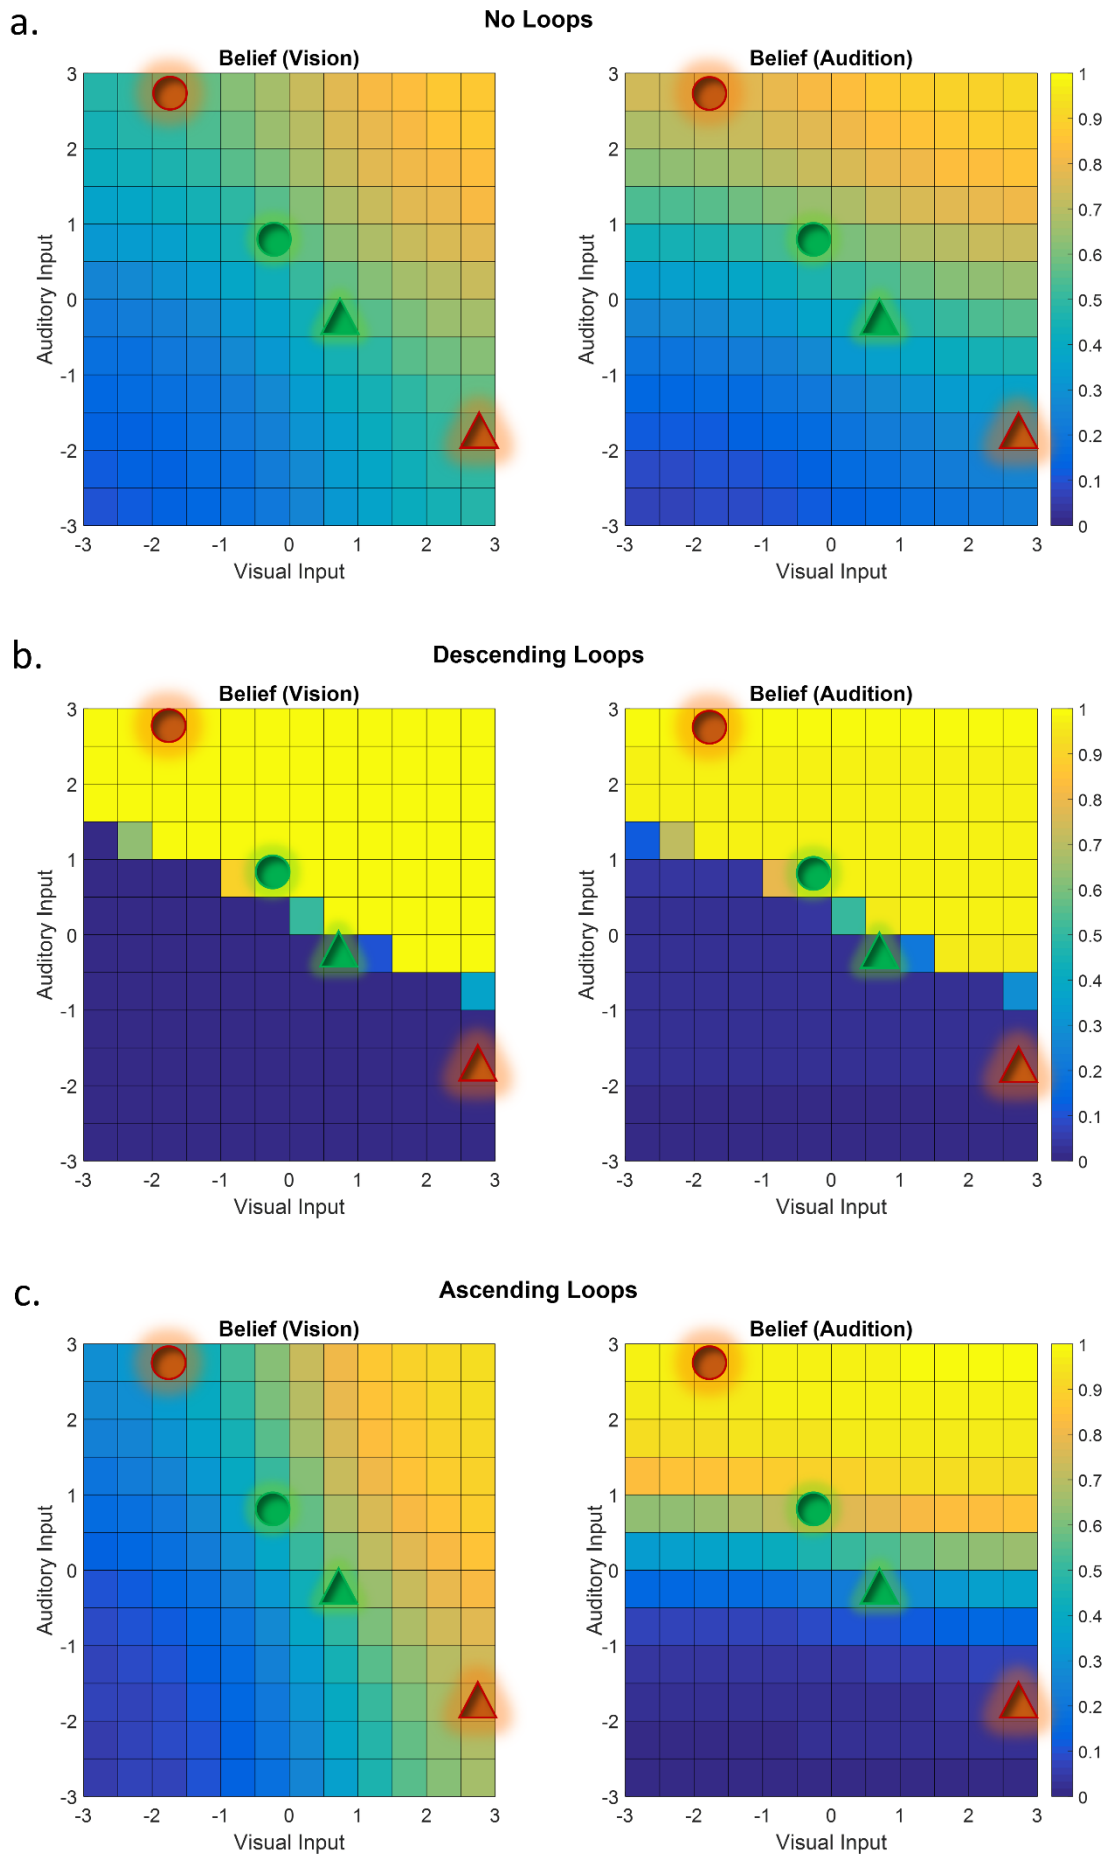 a.
No Loops
Belief (Vision)
Belief (Audition)
3
2
1
0
-1
-2
-3
Auditory Input
-3 -2 -1 0 1 2 3
Visual Input
3
2
1
0
-1
-2
-3
Auditory Input
-3 -2 -1 0 1 2 3
Visual Input
1
0.9
0.8
0.7
0.6
0.5
0.4
0.3
0.2
0.1
0
b.
Descending Loops
Belief (Vision)
Belief (Audition)
3
2
1
0
-1
-2
-3
Auditory Input
-3 -2 -1 0 1 2 3
Visual Input
3
2
1
0
-1
-2
-3
Auditory Input
-3 -2 -1 0 1 2 3
Visual Input
1
0.9
0.8
0.7
0.6
0.5
0.4
0.3
0.2
0.1
0
c.
Ascending Loops
Belief (Vision)
Belief (Audition)
3
2
1
0
-1
-2
-3
Auditory Input
-3 -2 -1 0 1 2 3
Visual Input
3
2
1
0
-1
-2
-3
Auditory Input
-3 -2 -1 0 1 2 3
Visual Input
1
0.9
0.8
0.7
0.6
0.5
0.4
0.3
0.2
0.1
0